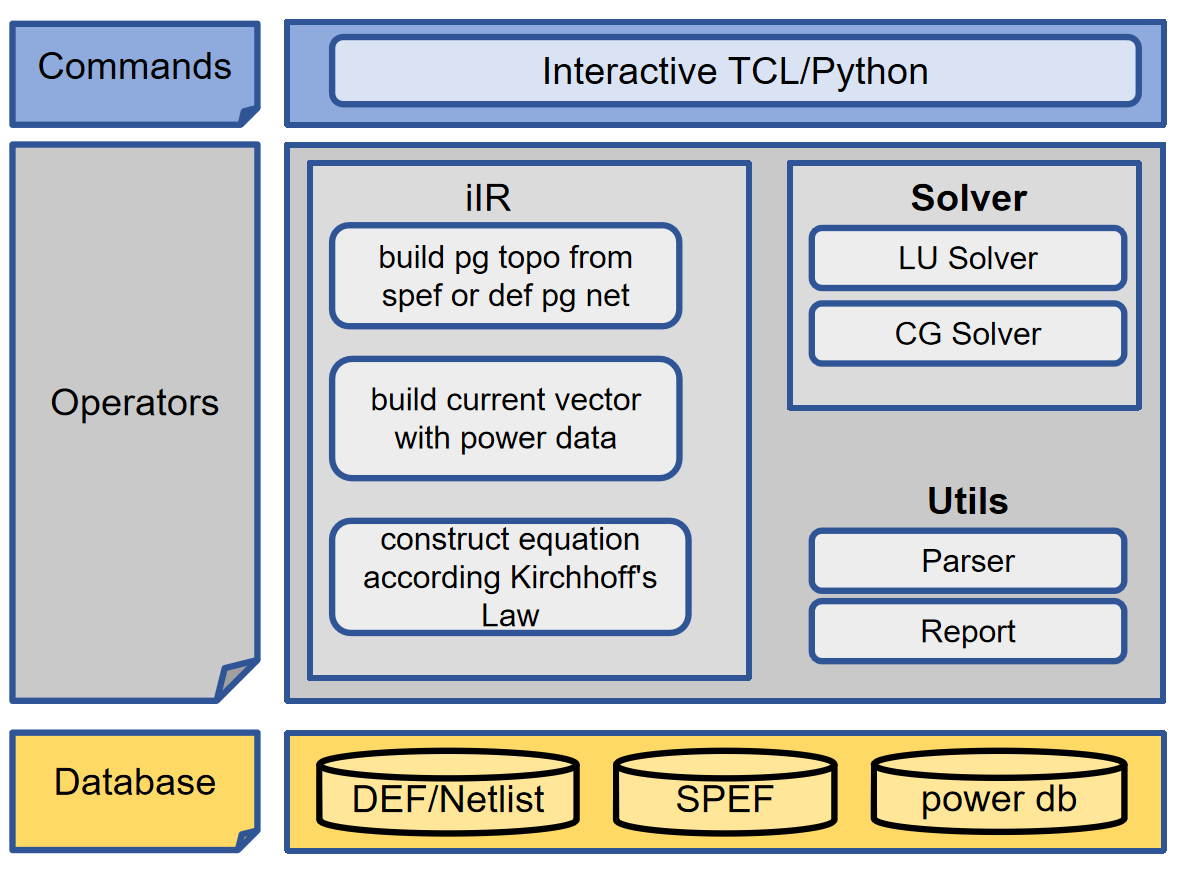 Commands
Interactive TCL/Python
Operators
iIR
build pg topo from
spef or def pg net
build current vector
with power data
construct equation
according Kirchhoff's
Law
Solver
LU Solver
CG Solver
Utils
Parser
Report
Database
DEF/Netlist
SPEF
power db